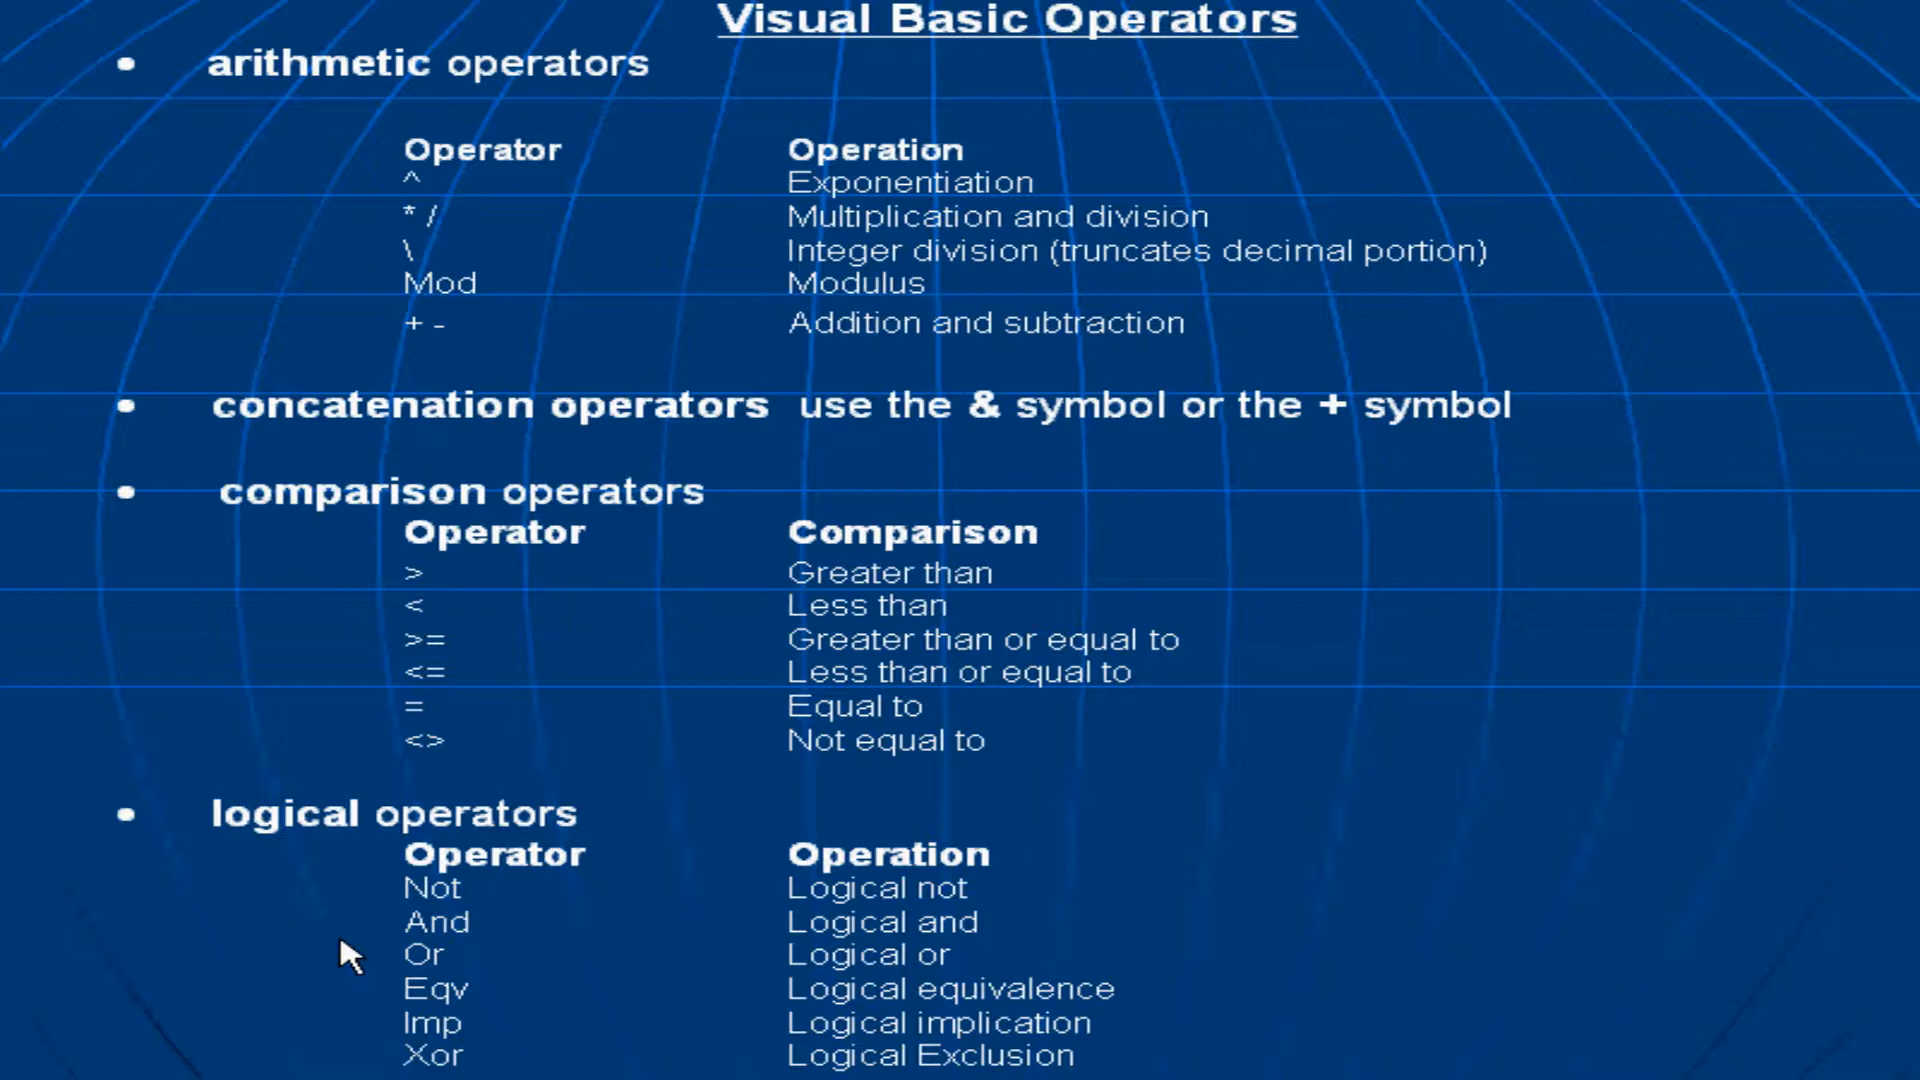 Visual Basic Operators
• arithmetic operators
Operator Operation
^ Exponentiation
* / Multiplication and division
\ Integer division (truncates decimal portion)
Mod Modulus
+ - Addition and subtraction
• concatenation operators use the & symbol or the + symbol
• comparison operators
Operator Comparison
> Greater than
< Less than
>= Greater than or equal to
<= Less than or equal to
= Equal to
<> Not equal to
• logical operators
Operator Operation
Not Logical not
And Logical and
Or Logical or
Eqv Logical equivalence
Imp Logical implication
Xor Logical Exclusion